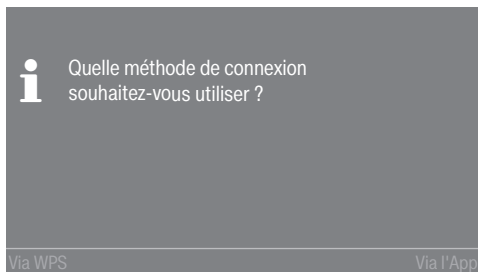 Quelle méthode de connexion
souhaitez-vous utiliser ?
Via WPS
Via l'App